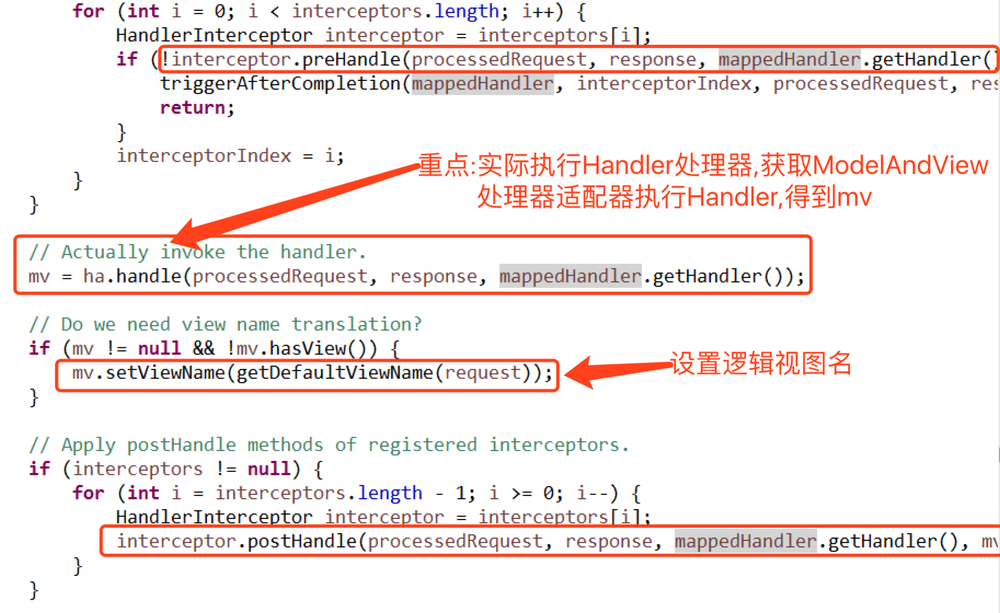 for (int i = 0; i < interceptors.length; i++) {
HandlerInterceptor interceptor = interceptors[i];
if (!interceptor.preHandle(processedRequest, response, mappedHandler.getHandler()
triggerAfterCompletion(mappedHandler, interceptorIndex, processedRequest, res
return;
}
interceptorIndex = i;
重点:实际执行Handler处理器,获取ModelAndView
}
处理器适配器执行Handler,得到mv
}
// Actually invoke the handler.
mv = ha.handle(processedRequest, response, mappedHandler.getHandler());
// Do we need view name translation?
if (mv != null && !mv.hasView()) {
mv.setViewName(getDefaultViewName(request));
设置逻辑视图名
}
// Apply postHandle methods of registered interceptors.
if (interceptors != null) {
for (int i = interceptors.length - 1; i >= 0; i--) {
HandlerInterceptor interceptor = interceptors[i];
interceptor.postHandle(processedRequest, response, mappedHandler.getHandler(), mv
}
}